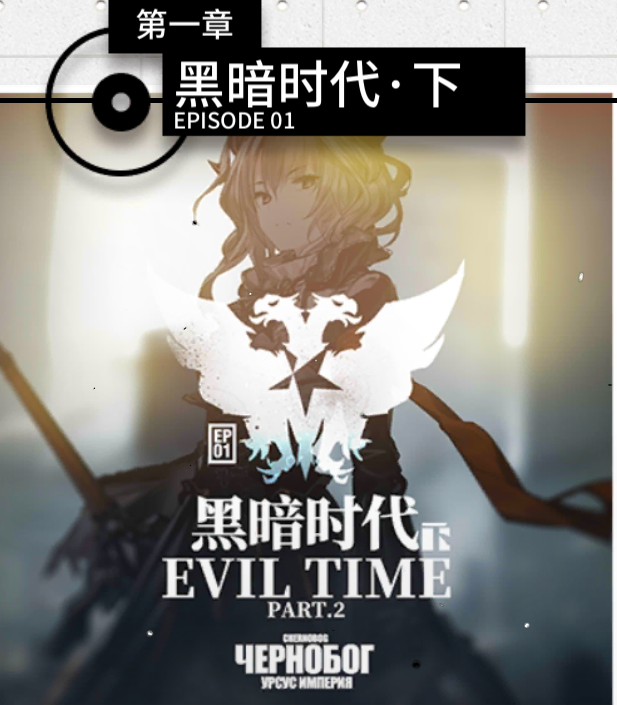 第一章
黑暗时代·下
EPISODE 01
EP
01
黑暗时代下
EVIL TIME
PART.2
CHERNOBOG
ЧЕРНОБОГ
УРСУС ИМПЕРИЯ